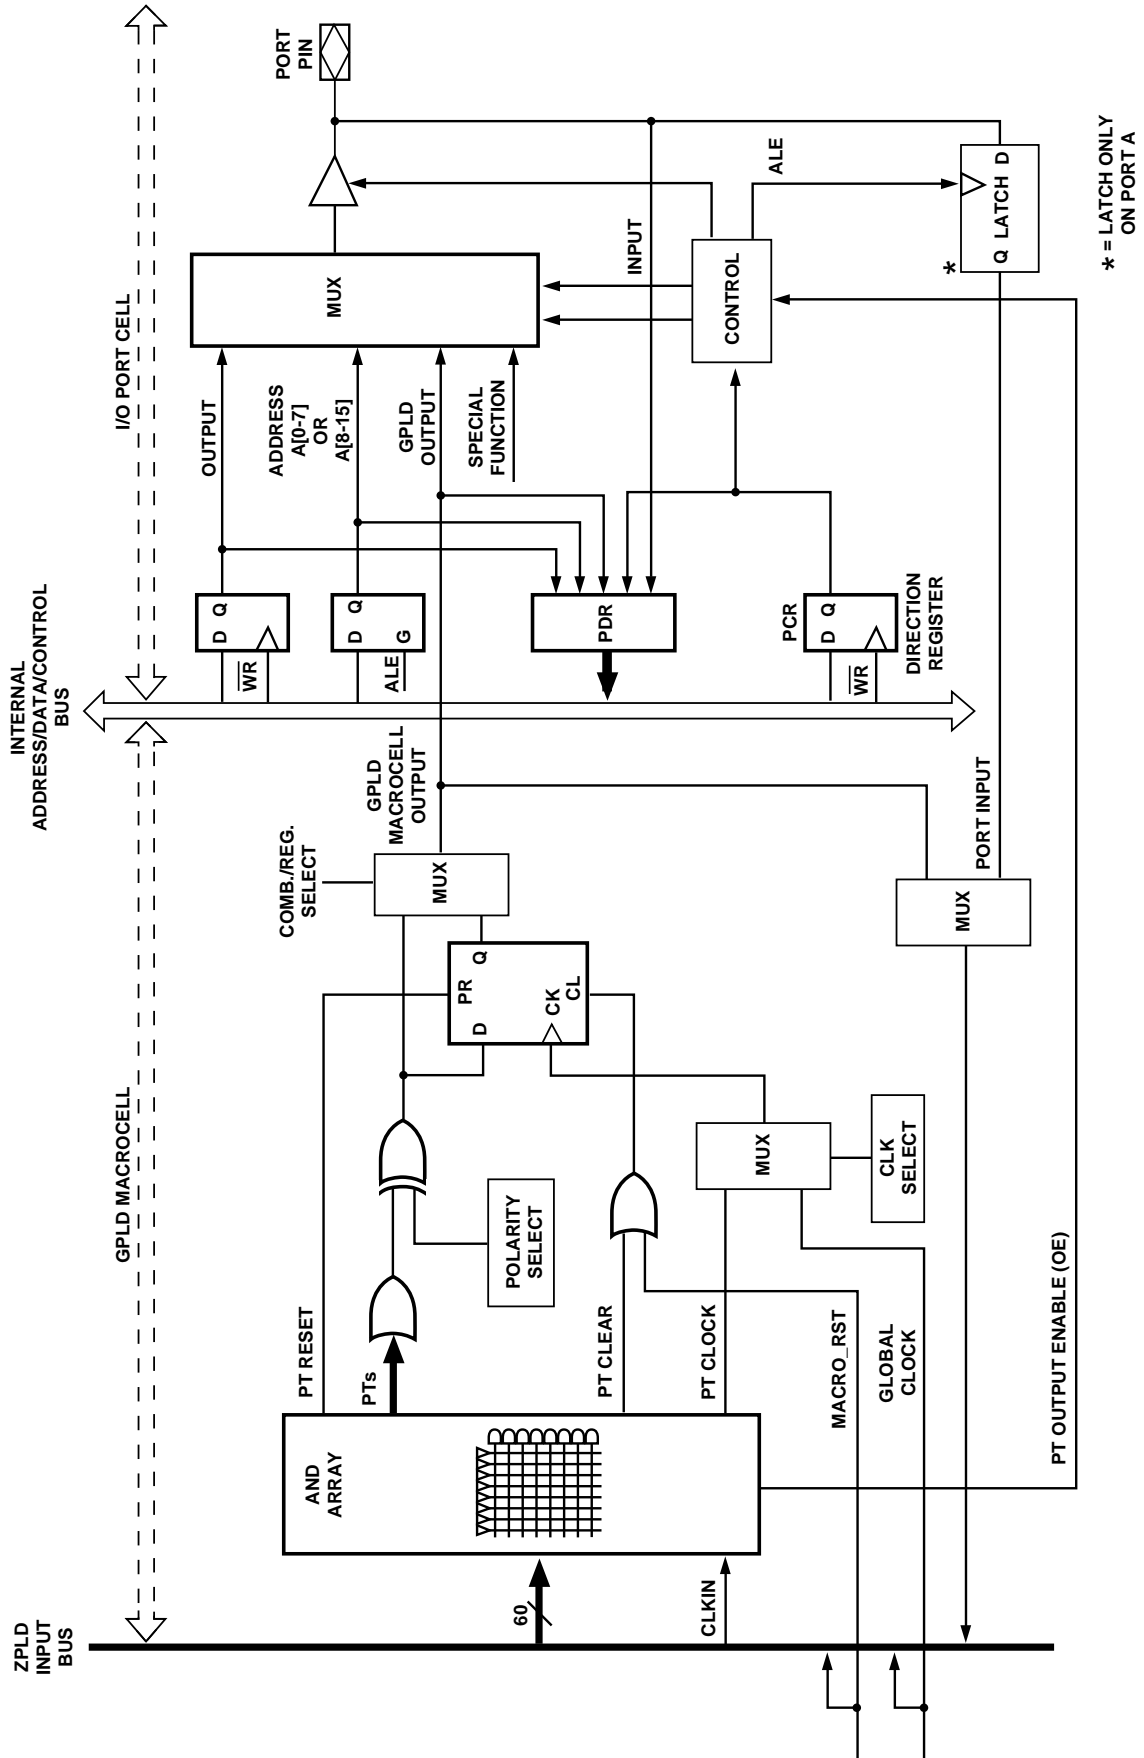 ZPLD
INPUT
BUS
INTERNAL
ADDRESS/DATA/CONTROL
BUS
GPLD MACROCELL
I/O PORT CELL
AND
ARRAY
60
CLKIN
PT RESET
PTs
PT CLEAR
PT CLOCK
MACRO_RST
GLOBAL
CLOCK
PT OUTPUT ENABLE (OE)
POLARITY
SELECT
MUX
CLK
SELECT
PR
D
Q
CK
CL
COMB./REG.
SELECT
MUX
GPLD
MACROCELL
OUTPUT
MUX
PORT INPUT
WR
D Q
ALE
D Q
G
PDR
WR
PCR
D Q
DIRECTION
REGISTER
OUTPUT
ADDRESS
A[0-7]
OR
A[8-15]
GPLD
OUTPUT
SPECIAL
FUNCTION
MUX
INPUT
CONTROL
ALE
*
Q LATCH D
PORT
PIN
* = LATCH ONLY
ON PORT A